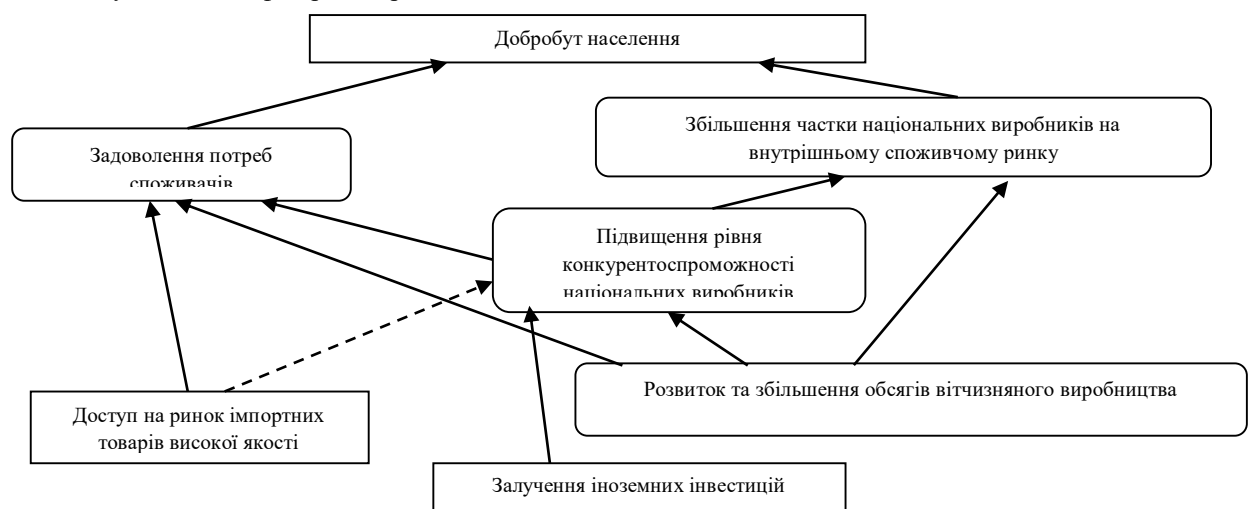 Добробут населення
Збільшення частки національних виробників на
внутрішньому споживчому ринку
Задоволення потреб
споживачів
Підвищення рівня
конкурентоспроможності
національних виробників
Розвиток та збільшення обсягів вітчизняного виробництва
Доступ на ринок імпортних
товарів високої якості
Залучення іноземних інвестицій